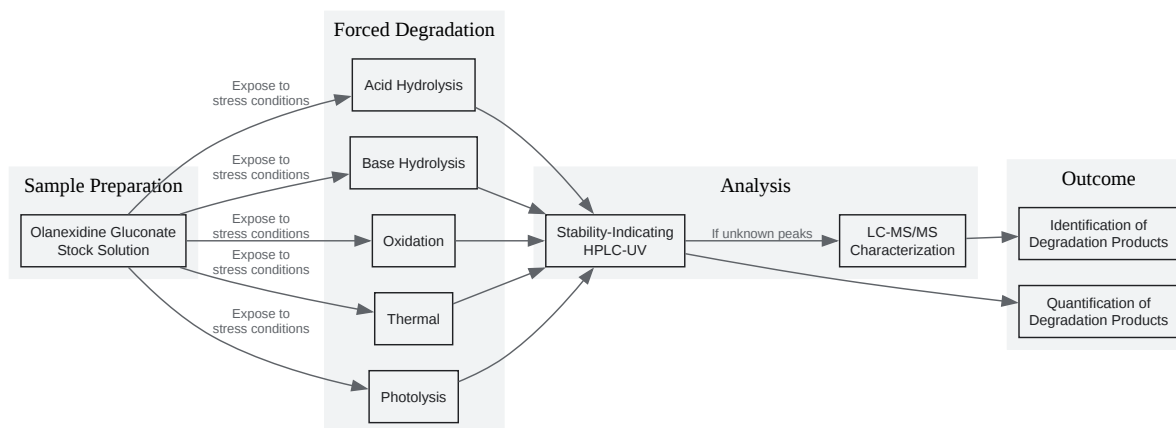 Sample Preparation
Olanexidine Gluconate
Stock Solution
Expose to
stress conditions
Expose to
stress conditions
Expose to
stress conditions
Expose to
stress conditions
Expose to
stress conditions
Forced Degradation
Acid Hydrolysis
Base Hydrolysis
Oxidation
Thermal
Photolysis
Analysis
Stability-Indicating
HPLC-UV
If unknown peaks
LC-MS/MS
Characterization
Outcome
Identification of
Degradation Products
Quantification of
Degradation Products